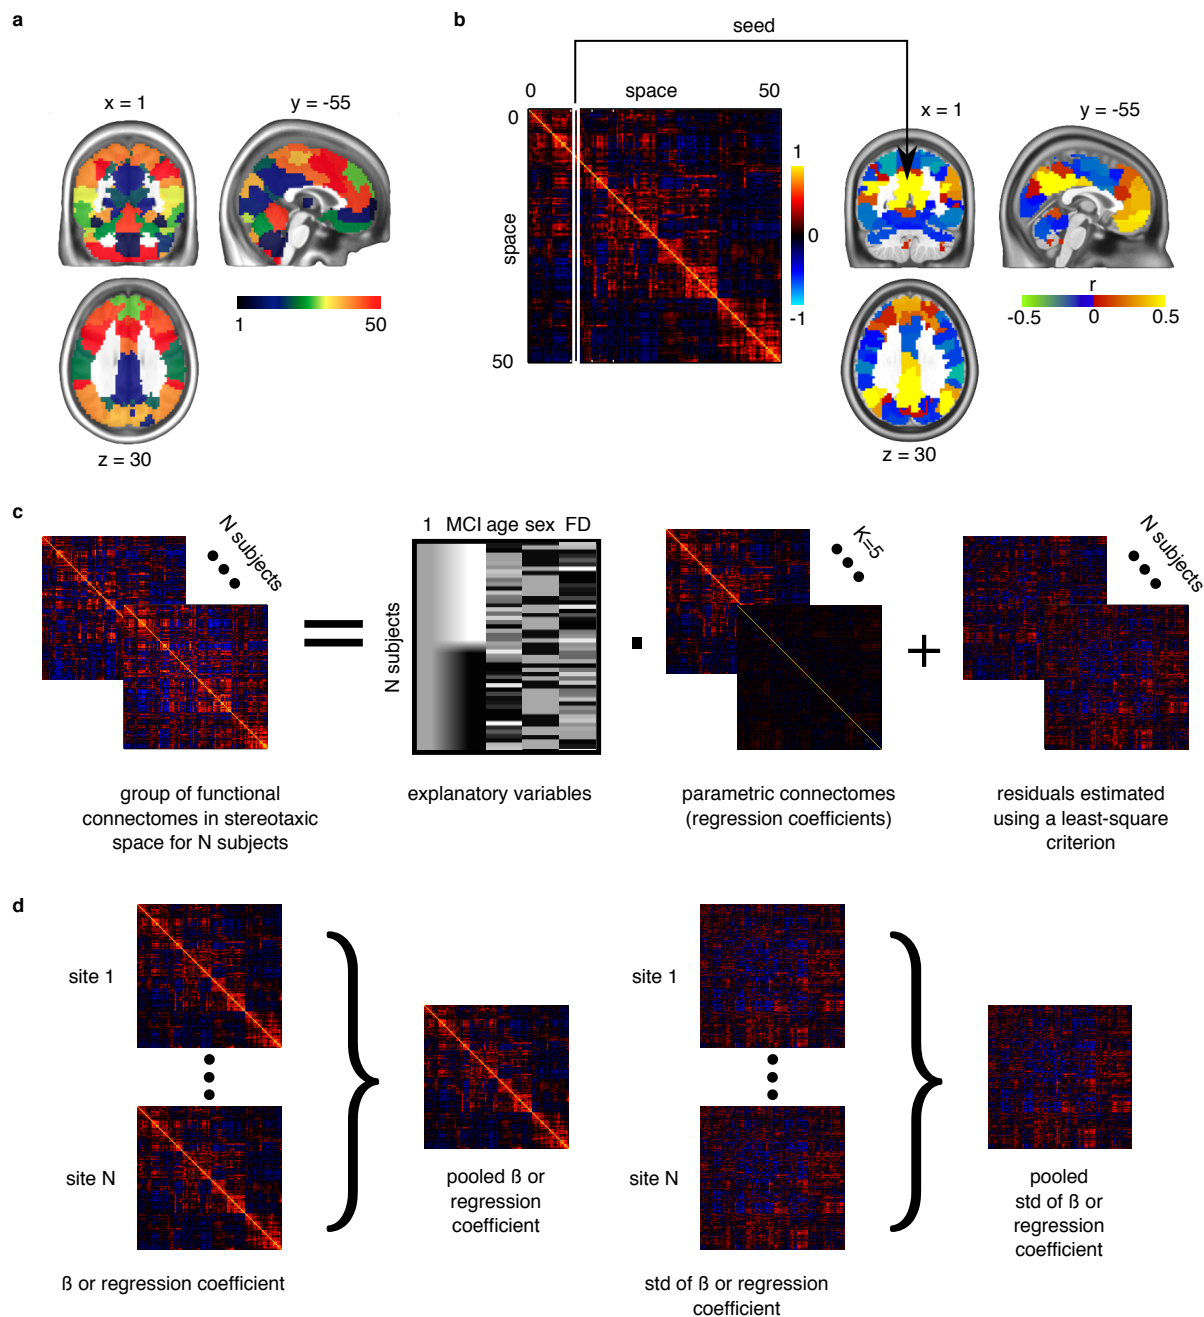 a
x = 1
y = -55
1
50
z = 30
b
seed
0
space
50
0
space
50
1
0
-1
x = 1
y = -55
r
-0.5
0
0.5
z = 30
c
N subjects
1 MCI age sex FD
N subjects
K=5
N subjects
group of functional
connectomes in stereotaxic
space for N subjects
explanatory variables
parametric connectomes
(regression coefficients)
residuals estimated
using a least-square
criterion
d
site 1
site N
ß or regression coefficient
pooled ß or
regression
coefficient
site 1
site N
std of ß or regression
coefficient
pooled
std of ß or
regression
coefficient